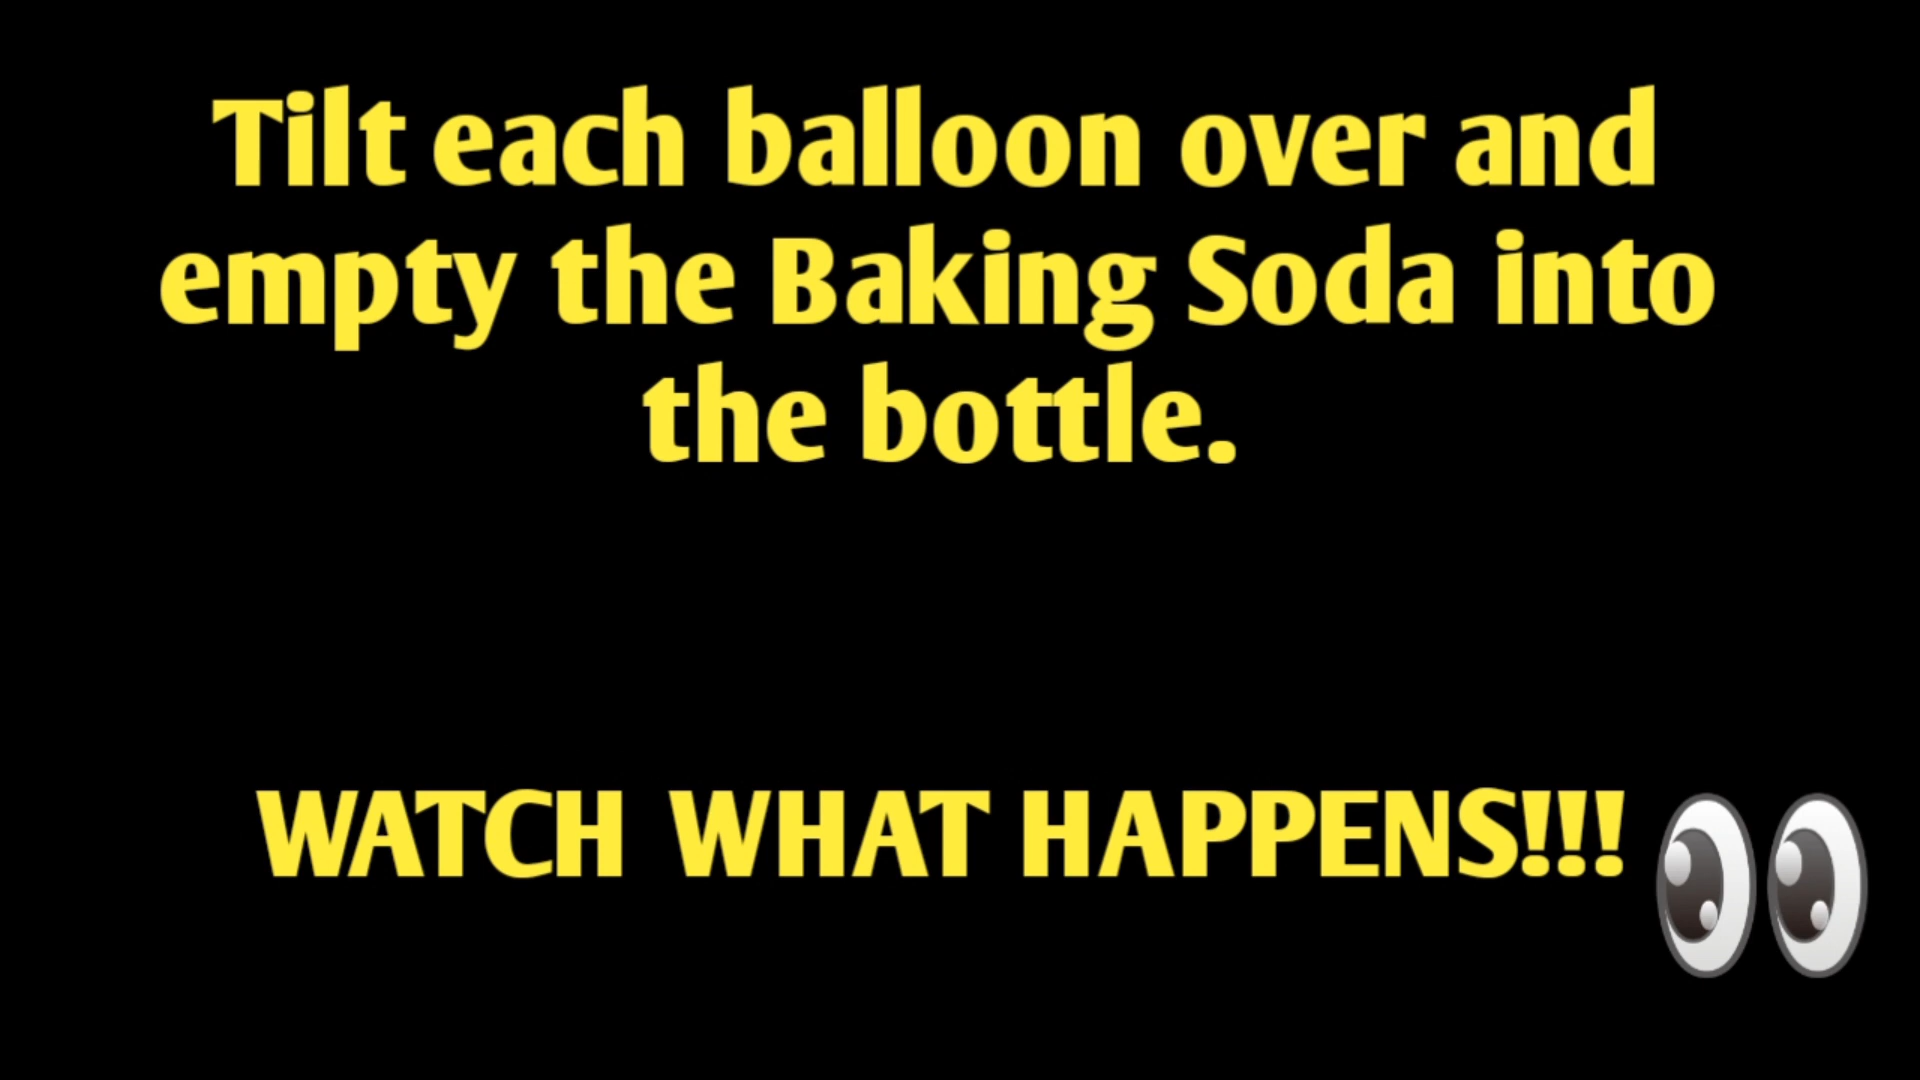 Tilt each balloon over and
empty the Baking Soda into
the bottle.
WATCH WHAT HAPPENS!!!